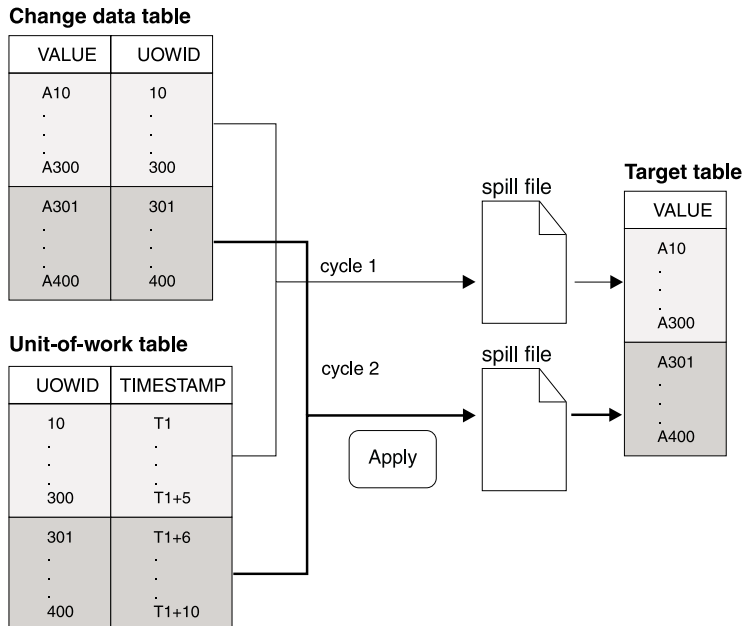 Change data table
VALUE UOWID
A10 10
. .
. .
. .
A300 300
A301 301
. .
. .
. .
A400 400
Unit-of-work table
UOWID TIMESTAMP
10 T1
. .
. .
. .
300 T1+5
301 T1+6
. .
. .
. .
400 T1+10
cycle 1
cycle 2
Apply
spill file
spill file
Target table
VALUE
A10
.
.
.
A300
A301
.
.
.
A400